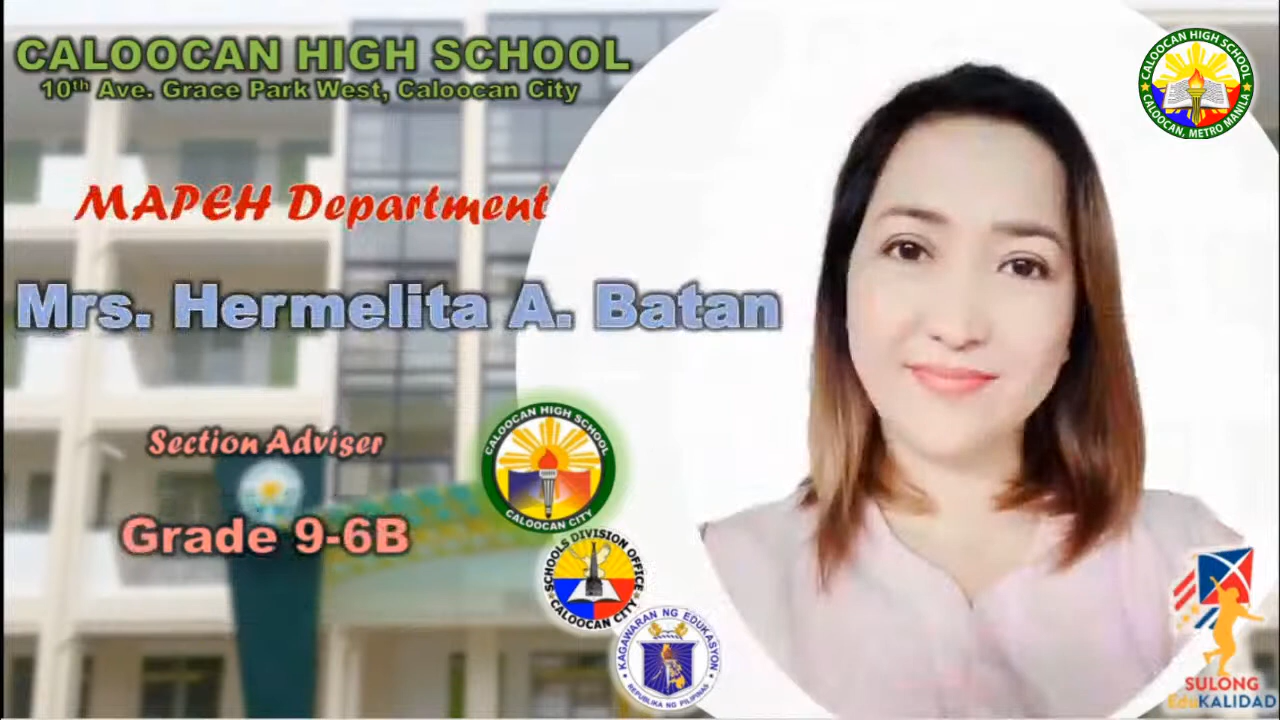 CALOOCAN HIGH SCHOOL
10th Ave. Grace Park West, Caloocan City
MAPEH Department
Mrs. Hermelita A. Batan
Section Adviser
Grade 9-6B
CALOOCAN HIGH SCHOOL
CALOOCAN, METRO MANILA
CALOOCAN HIGH SCHOOL
CALOOCAN CITY
SCHOOLS DIVISION OFFICE
CALOOCAN CITY
KAGAWARAN NG EDUKASYON
REPUBLIKA NG PILIPINAS
SULONG
EduKALIDAD